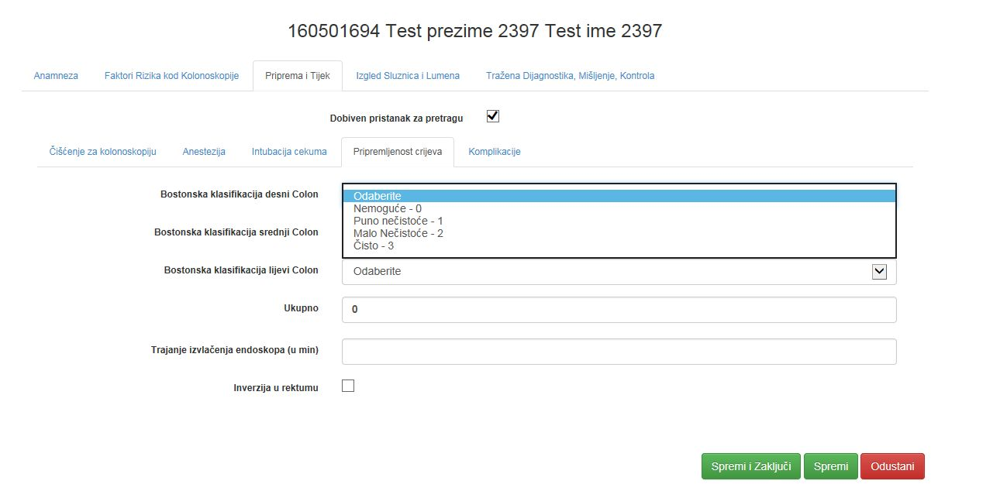 160501694 Test prezime 2397 Test ime 2397
Anamneza Faktori Rizika kod Kolonoskopije Priprema i Tijek Izgled Sluznica i Lumena Tražena Dijagnostika, Mišljenje, Kontrola
Dobiven pristanak za pretragu
Čišćenje za kolonoskopiju Anestezija Intubacija cekuma Pripremljenost crijeva Komplikacije
Bostonska klasifikacija desni Colon
Odaberite
Nemoguće - 0
Puno nečistoće - 1
Malo Nečistoće - 2
Čisto - 3
Bostonska klasifikacija srednji Colon
Bostonska klasifikacija lijevi Colon Odaberite
Ukupno 0
Trajanje izvlačenja endoskopa (u min)
Inverzija u rektumu
Spremi i Zaključi Spremi Odustani